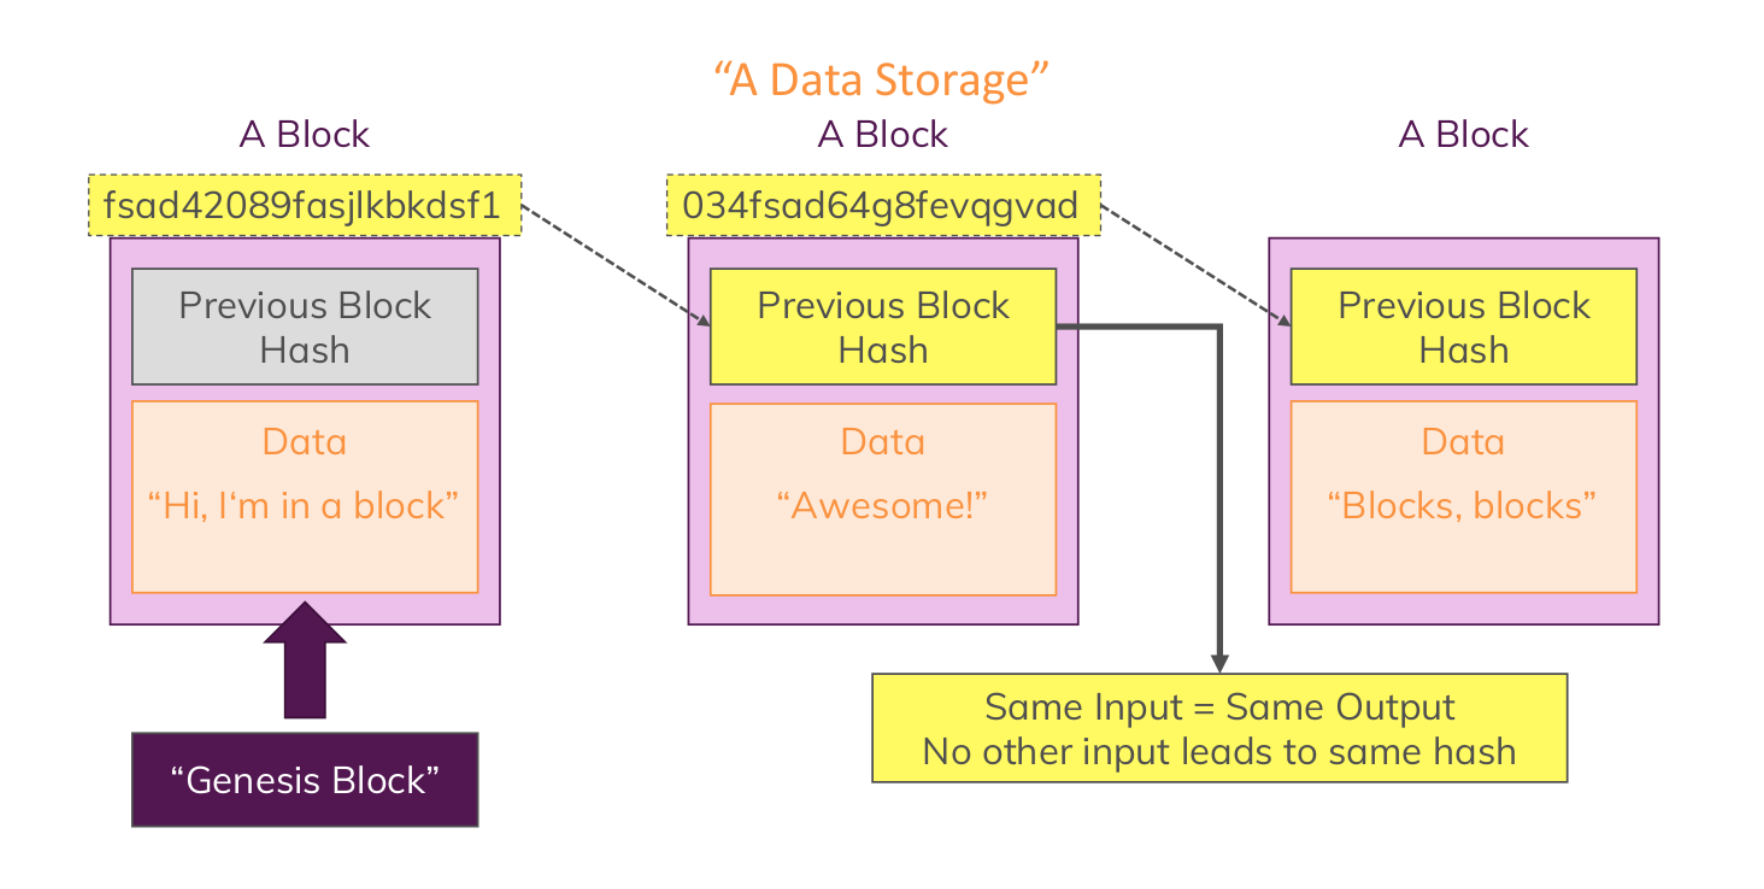 “A Data Storage”
A Block
A Block
A Block
fsad42089fasjlkbkdsf1
034fsad64g8fevqgvad
Previous Block
Hash
Data
“Hi, I‘m in a block”
Previous Block
Hash
Data
“Awesome!”
Previous Block
Hash
Data
“Blocks, blocks”
Same Input = Same Output
No other input leads to same hash
“Genesis Block”